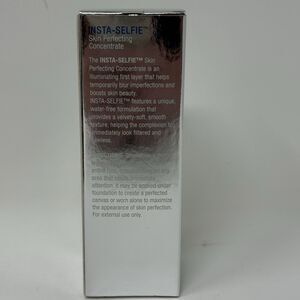 INSTA-SELFIE™
Skin Perfecting
Concentrate
The INSTA-SELFIE™ Skin
Perfecting Concentrate is an
illuminating first layer that helps
temporarily blur imperfections and
boosts skin beauty.
INSTA-SELFIE™ features a unique,
water-free formulation that
provides a velvety-soft, smooth
texture, helping the complexion to
immediately look filtered and
area that needs immediate
attention. It may be applied under
foundation to create a perfected
canvas or worn alone to maximize
the appearance of skin perfection.
For external use only.